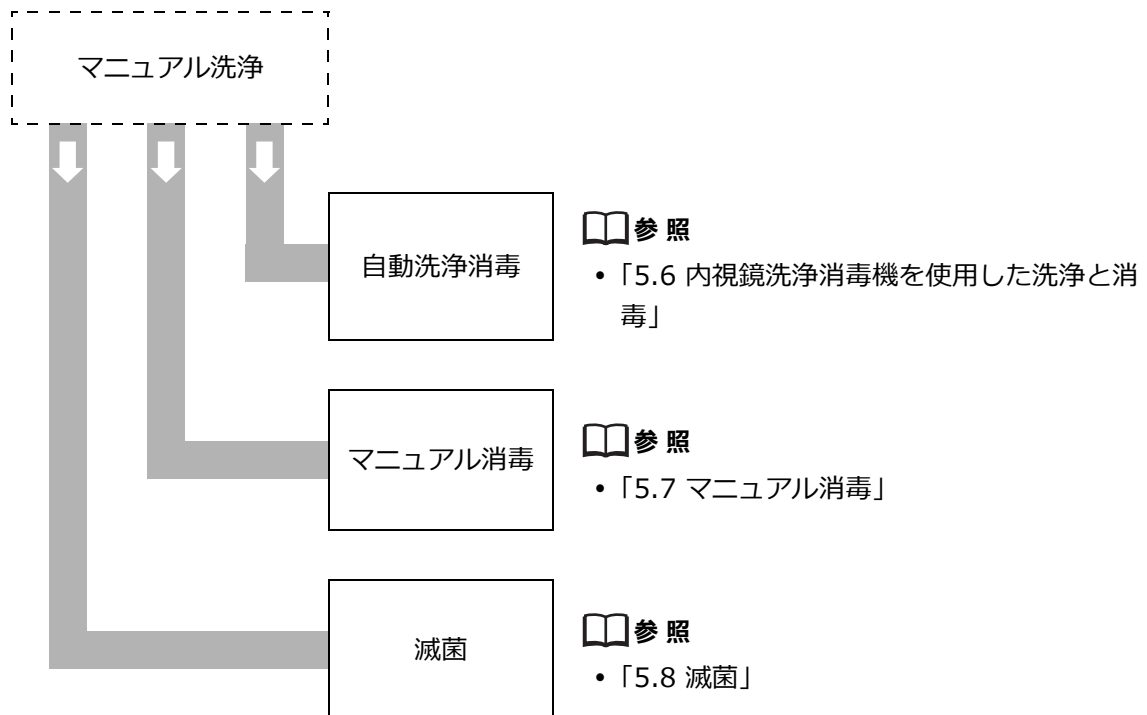 マニュアル洗浄
自動洗浄消毒
参照
•「5.6 内視鏡洗浄消毒機を使用した洗浄と消
毒」
マニュアル消毒
参照
•「5.7 マニュアル消毒」
滅菌
参照
•「5.8 滅菌」